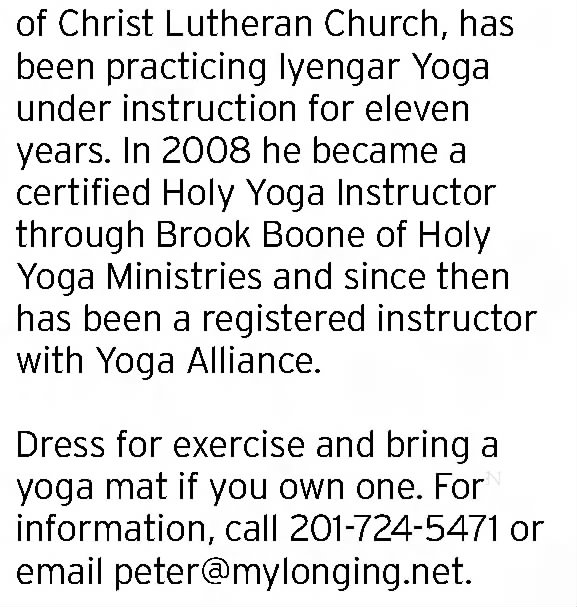 of Christ Lutheran Church, has
been practicing Iyengar Yoga
under instruction for eleven
years. In 2008 he became a
certified Holy Yoga Instructor
through Brook Boone of Holy
Yoga Ministries and since then
has been a registered instructor
with Yoga Alliance.
Dress for exercise and bring a
yoga mat if you own one. For
information, call 201-724-5471 or
email peter@mylonging.net.